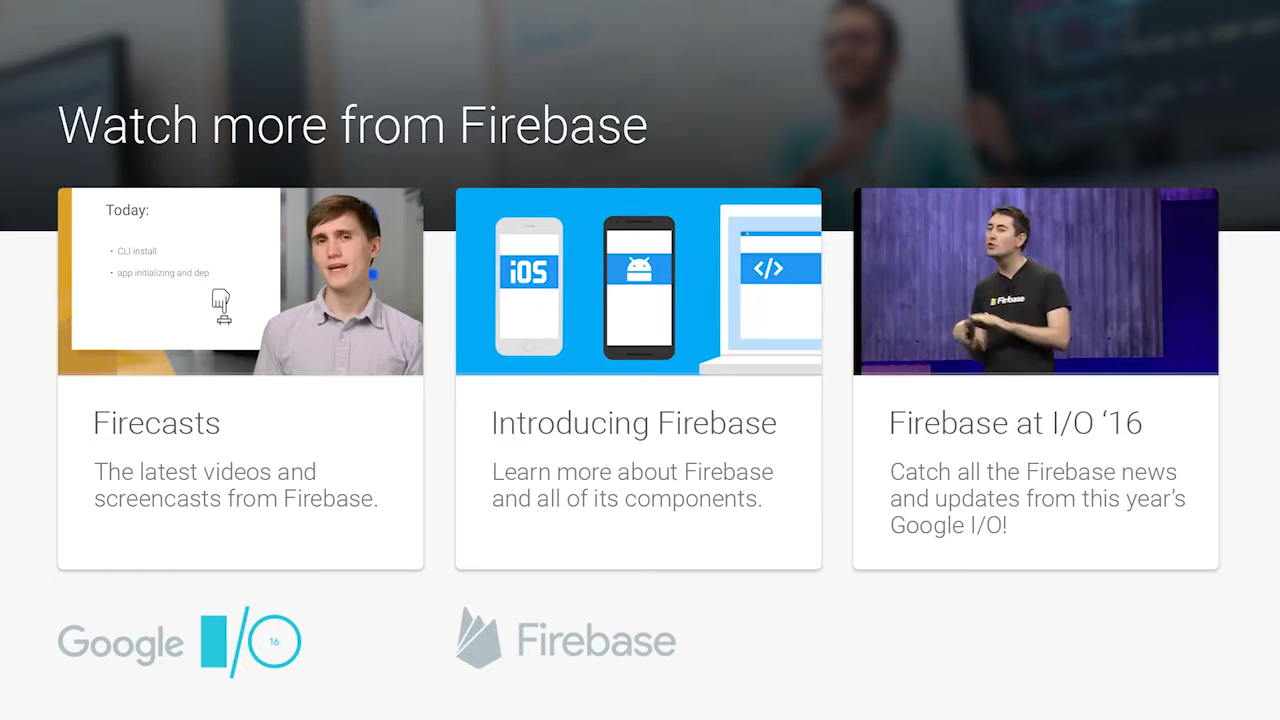 Watch more from Firebase
Today:
• CLI install
• app initializing and dep
iOS
</>
Firebase
Firecasts
The latest videos and
screencasts from Firebase.
Introducing Firebase
Learn more about Firebase
and all of its components.
Firebase at I/O ‘16
Catch all the Firebase news
and updates from this year’s
Google I/O!
Google I/O 16
Firebase